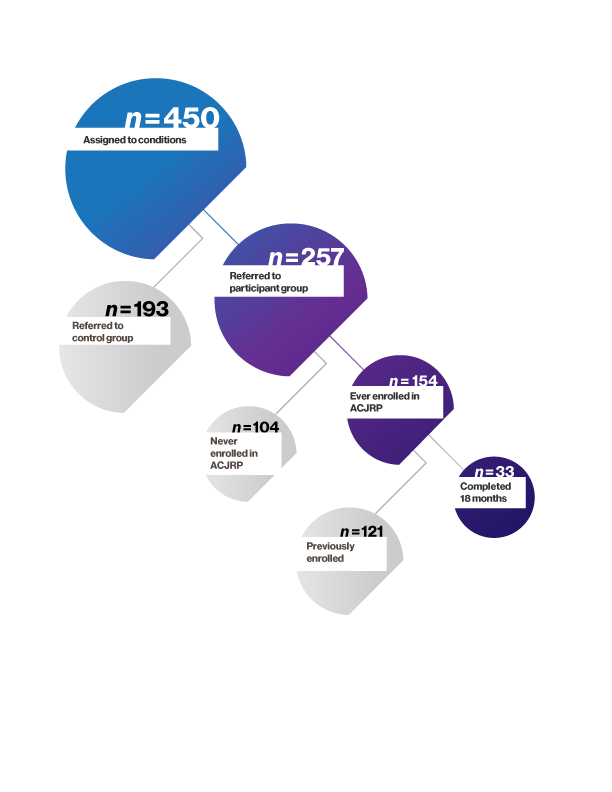 n=450
Assigned to conditions
n=257
Referred to
participant group
n=193
Referred to
control group
n=154
Ever enrolled in
ACJRP
n=104
Never
enrolled in
ACJRP
n=33
Completed
18 months
n=121
Previously
enrolled